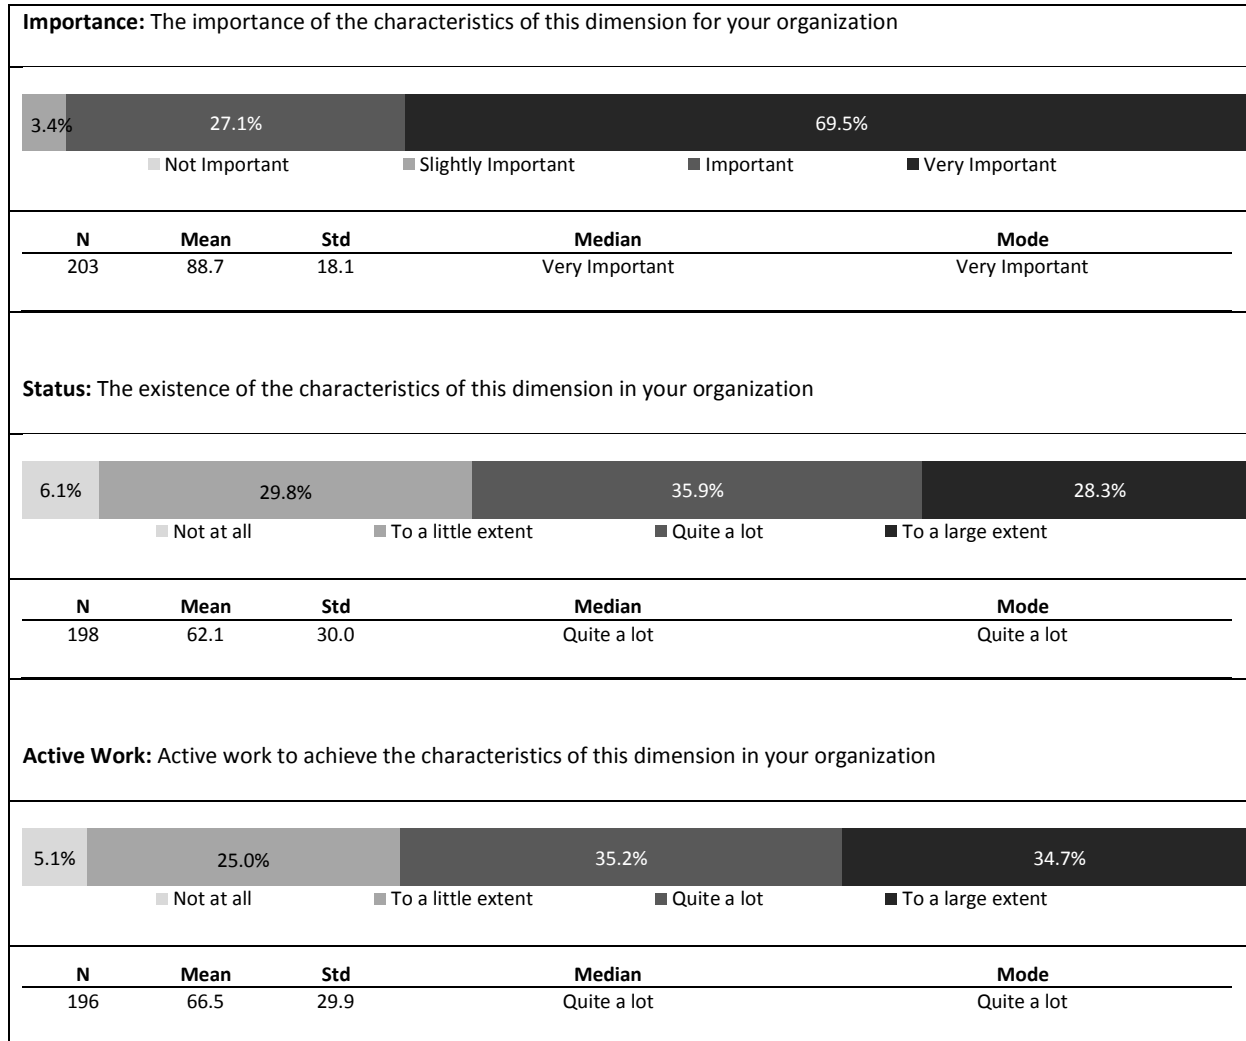 Importance: The importance of the characteristics of this dimension for your organization
3.4% 27.1% 69.5%
Not Important Slightly Important Important Very Important
N Mean Std Median Mode
203 88.7 18.1 Very Important Very Important
Status: The existence of the characteristics of this dimension in your organization
6.1% 29.8% 35.9% 28.3%
Not at all To a little extent Quite a lot To a large extent
N Mean Std Median Mode
198 62.1 30.0 Quite a lot Quite a lot
Active Work: Active work to achieve the characteristics of this dimension in your organization
5.1% 25.0% 35.2% 34.7%
Not at all To a little extent Quite a lot To a large extent
N Mean Std Median Mode
196 66.5 29.9 Quite a lot Quite a lot